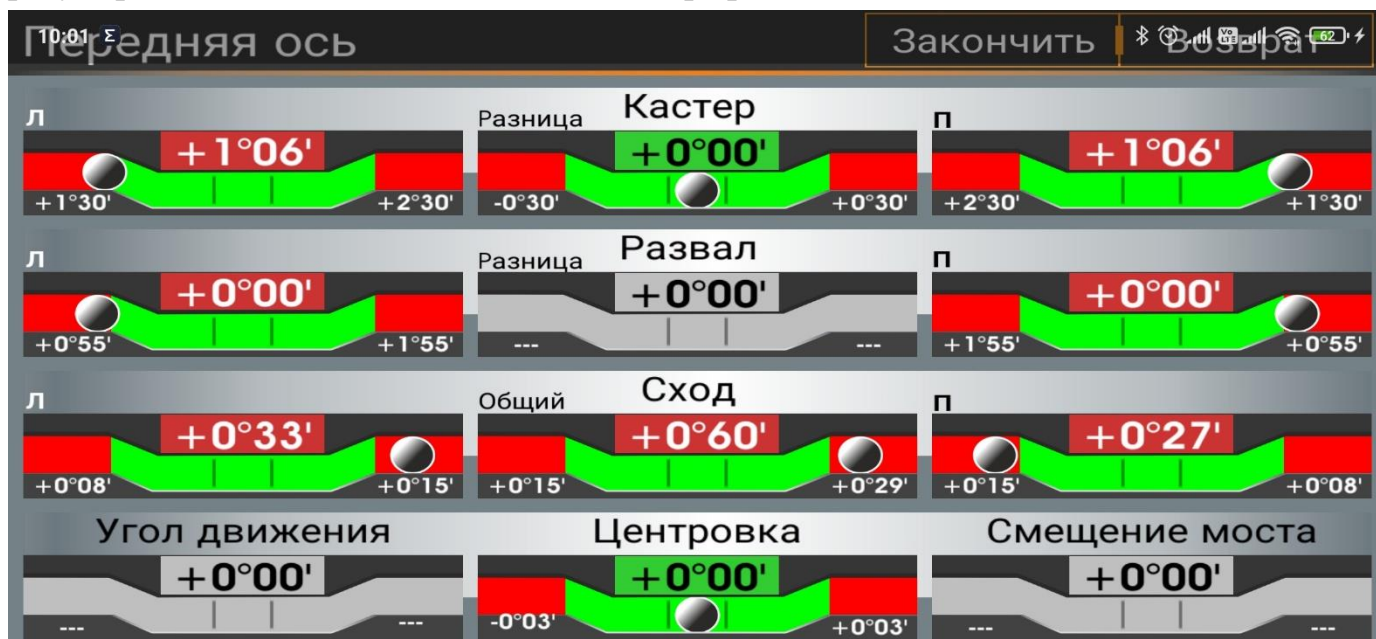 10:01 Σ
Передняя ось Закончить Возврат
Vo LTE 62
Кастер
Л Разница П
+1°06' +0°00' +1°06'
+1°30' +2°30' -0°30' +0°30' +2°30' +1°30'
Развал
Л Разница П
+0°00' +0°00' +0°00'
+0°55' +1°55' --- --- +1°55' +0°55'
Сход
Л Общий П
+0°33' +0°60' +0°27'
+0°08' +0°15' +0°15' +0°29' +0°15' +0°08'
Угол движения Центровка Смещение моста
+0°00' +0°00' +0°00'
--- --- -0°03' +0°03' --- ---